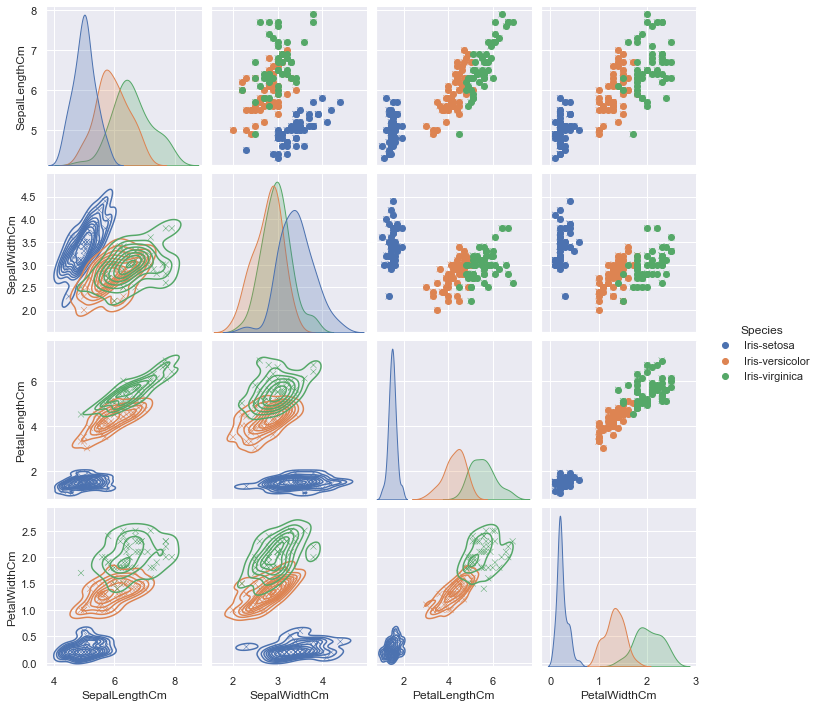 8
7
6
5
SepalLengthCm
4.5
4.0
3.5
3.0
2.5
2.0
SepalWidthCm
Species
Iris-setosa
Iris-versicolor
Iris-virginica
6
4
2
PetalLengthCm
2.5
2.0
1.5
1.0
0.5
0.0
PetalWidthCm
4 6 8
2 4
2 4 6
0 1 2 3
SepalLengthCm
SepalWidthCm
PetalLengthCm
PetalWidthCm